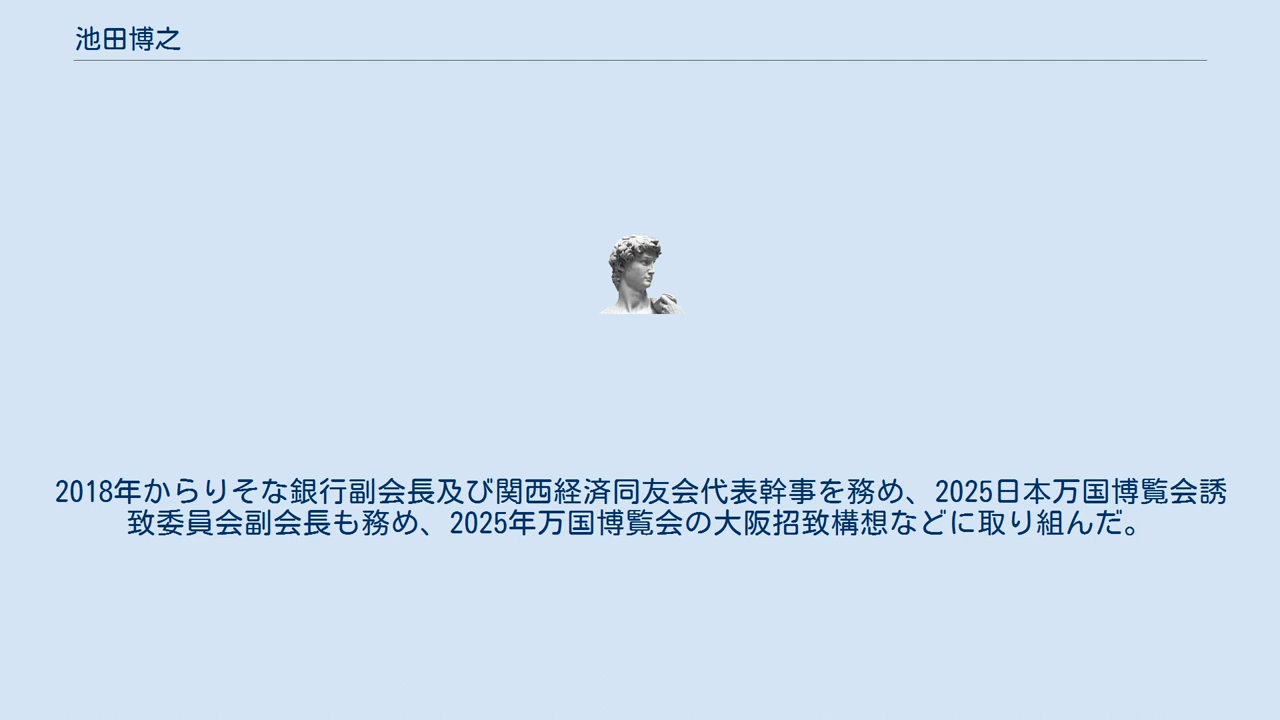 池田博之
2018年からりそな銀行副会長及び関西経済同友会代表幹事を務め、2025日本万国博覧会誘
致委員会副会長も務め、2025年万国博覧会の大阪招致構想などに取り組んだ。